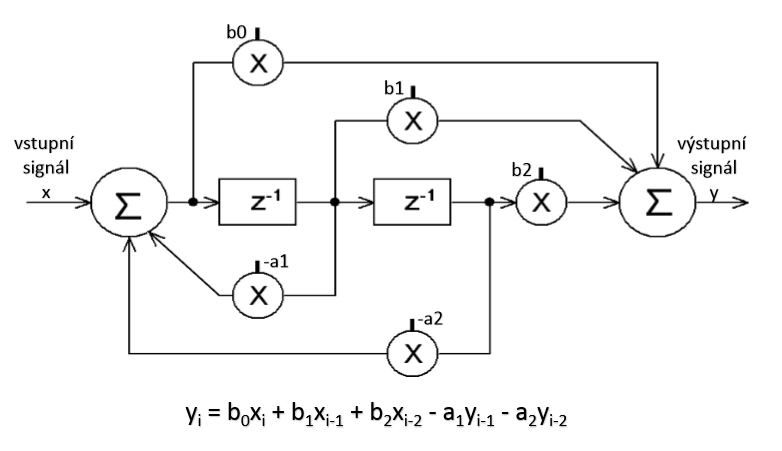 b0
X
b1
X
vstupní
signál
x
výstupní
signál
y
b2
Σ
z⁻¹
z⁻¹
X
Σ
-a1
X
-a2
X
yᵢ = b₀xᵢ + b₁xᵢ₋₁ + b₂xᵢ₋₂ - a₁yᵢ₋₁ - a₂yᵢ₋₂